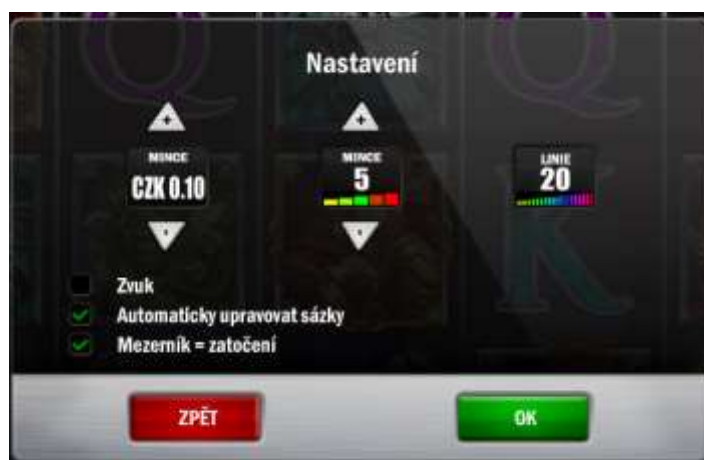 Nastavení
+ +
MINCE MINCE LINIE
CZK 0.10 5 20
- -
Zvuk
Automaticky upravovat sázky
Mezerník = zatočení
ZPĚT OK
Q Q
K